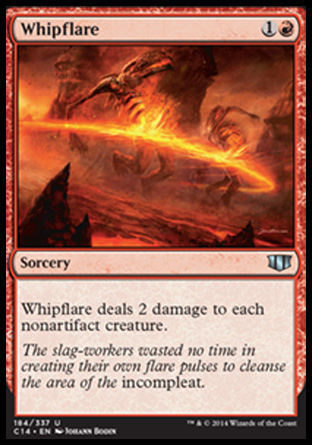 Whipflare 1
Sorcery
Whipflare deals 2 damage to each
nonartifact creature.
The slag-workers wasted no time in
creating their own flare pulses to cleanse
the area of the incompleat.
184/337 U
C14 • EN Johann Bodin
™ & © 2014 Wizards of the Coast